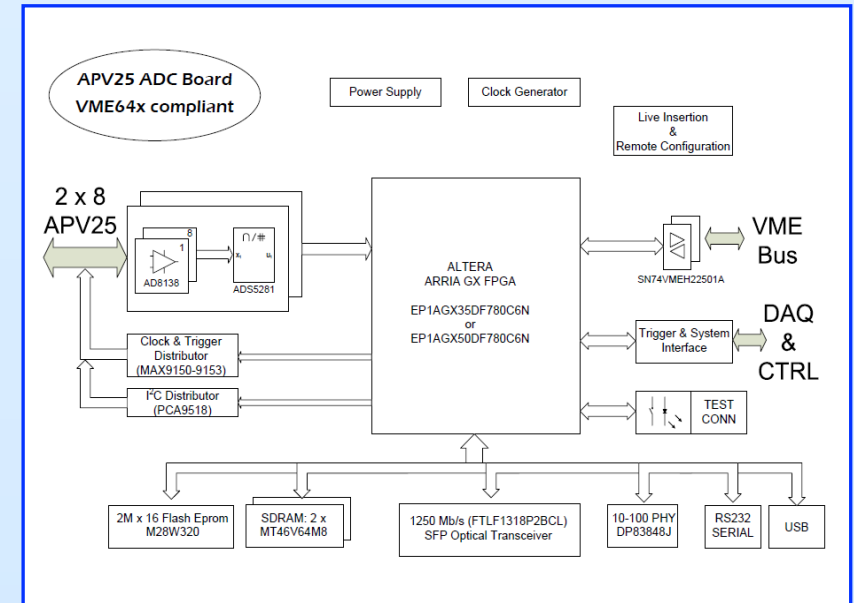 APV25 ADC Board
VME64x compliant
Power Supply
Clock Generator
Live Insertion
&
Remote Configuration
2 x 8
APV25
8
1
AD8138
∩/#
x₁
u₁
ADS5281
ALTERA
ARRIA GX FPGA
EP1AGX35DF780C6N
or
EP1AGX50DF780C6N
SN74VMEH22501A
VME
Bus
Clock & Trigger
Distributor
(MAX9150-9153)
I²C Distributor
(PCA9518)
Trigger & System
Interface
DAQ
&
CTRL
TEST
CONN
2M x 16 Flash Eprom
M28W320
SDRAM: 2 x
MT46V64M8
1250 Mb/s (FTLF1318P2BCL)
SFP Optical Transceiver
10-100 PHY
DP83848J
RS232
SERIAL
USB